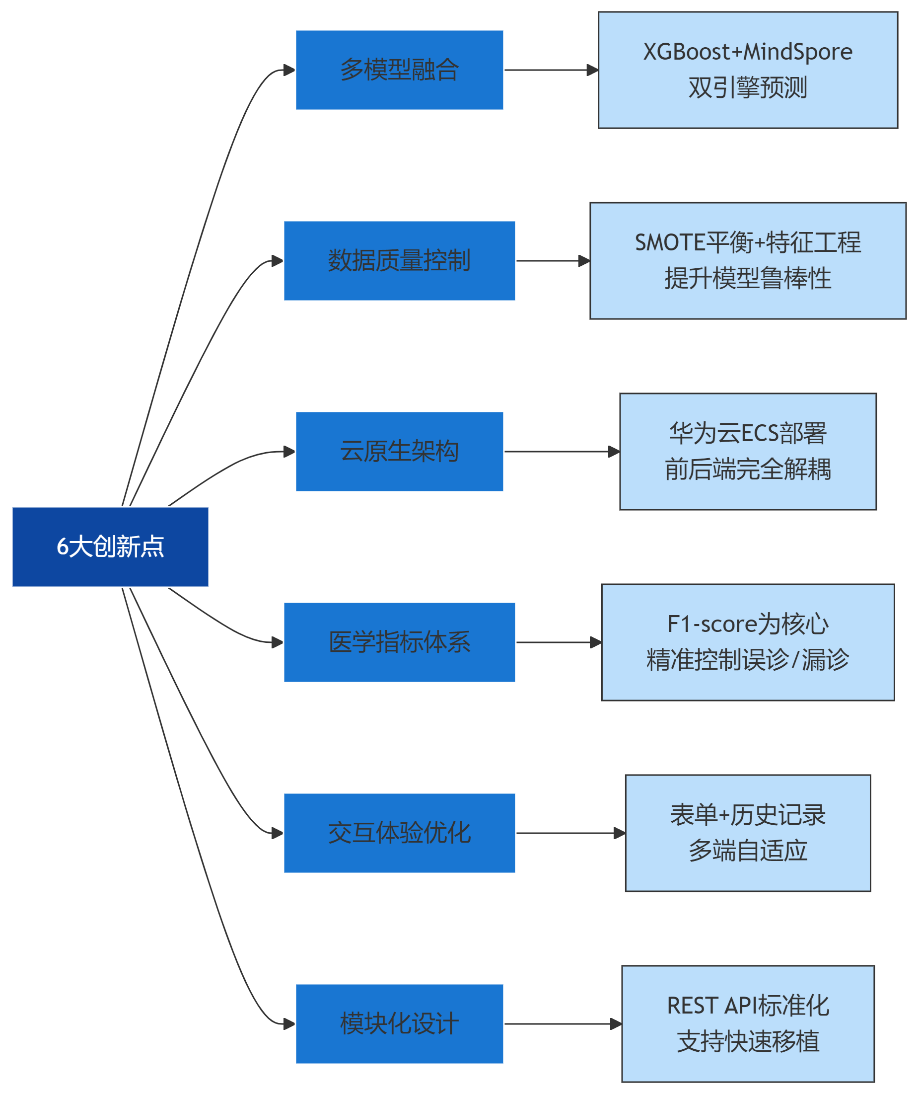 6大创新点
多模型融合
XGBoost+MindSpore
双引擎预测
数据质量控制
SMOTE平衡+特征工程
提升模型鲁棒性
云原生架构
华为云ECS部署
前后端完全解耦
医学指标体系
F1-score为核心
精准控制误诊/漏诊
交互体验优化
表单+历史记录
多端自适应
模块化设计
REST API标准化
支持快速移植